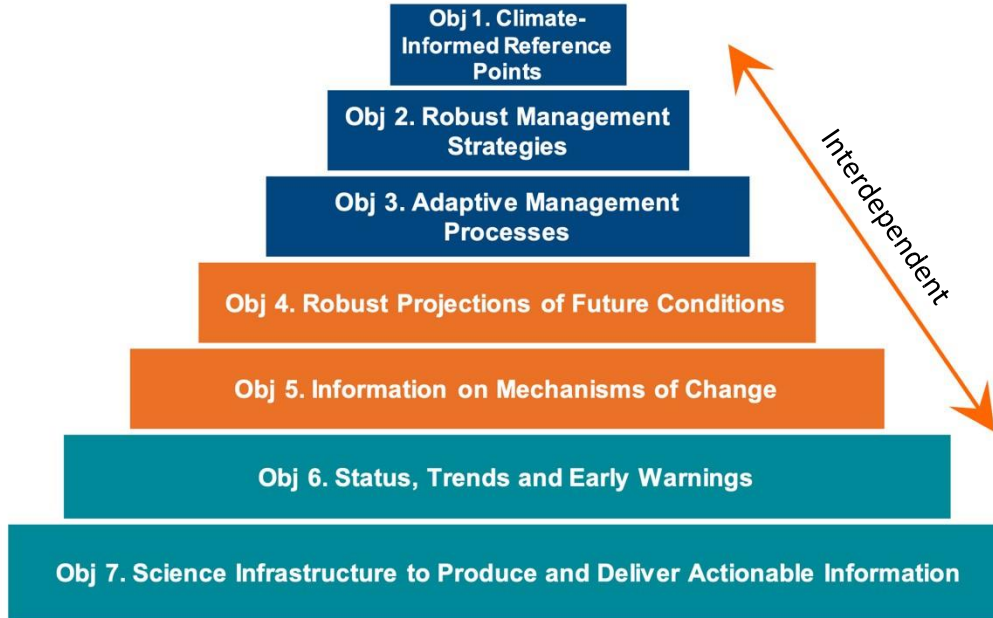 Obj 1. Climate-
Informed Reference
Points
Obj 2. Robust Management
Strategies
Obj 3. Adaptive Management
Processes
Obj 4. Robust Projections of Future Conditions
Obj 5. Information on Mechanisms of Change
Obj 6. Status, Trends and Early Warnings
Obj 7. Science Infrastructure to Produce and Deliver Actionable Information
Interdependent